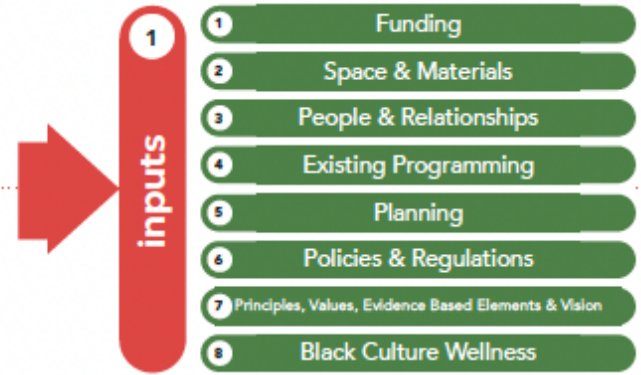 1
inputs
1 Funding
2 Space & Materials
3 People & Relationships
4 Existing Programming
5 Planning
6 Policies & Regulations
7 Principles, Values, Evidence Based Elements & Vision
8 Black Culture Wellness